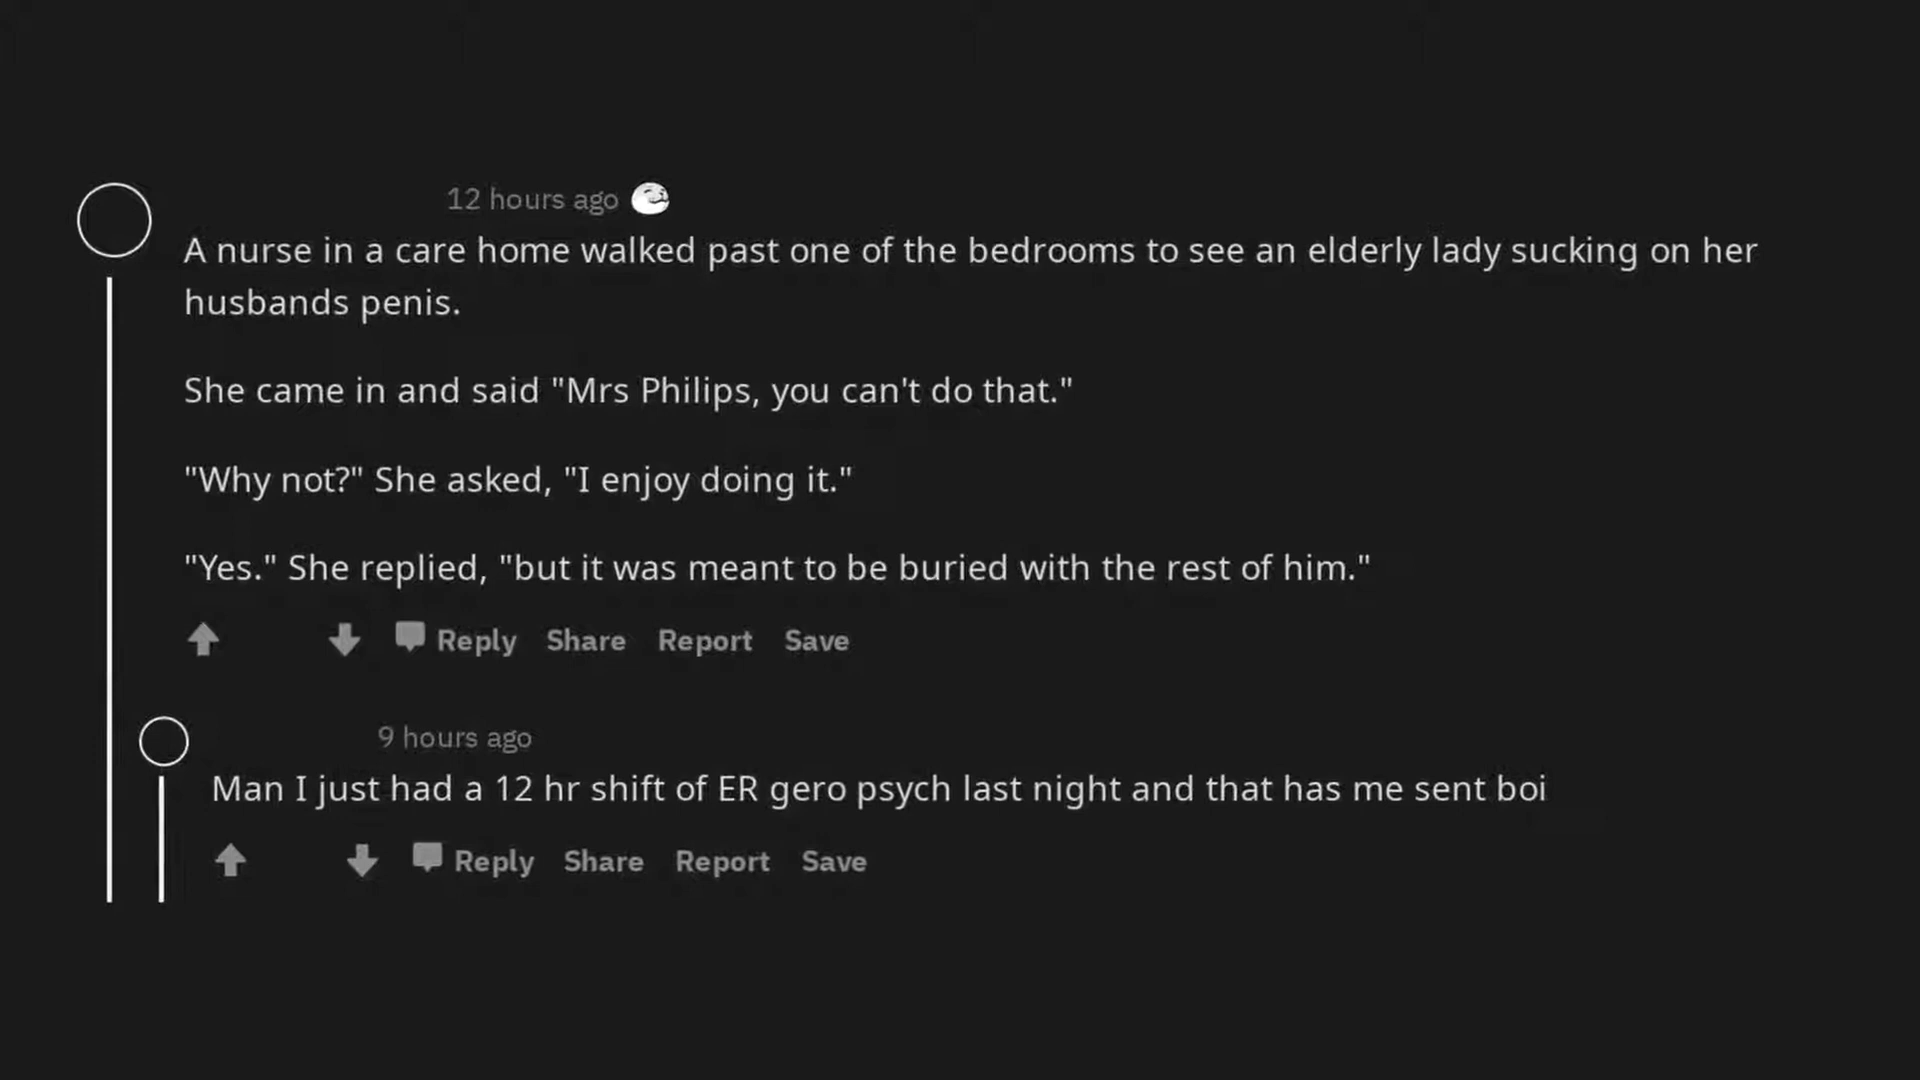 12 hours ago
A nurse in a care home walked past one of the bedrooms to see an elderly lady sucking on her
husbands penis.
She came in and said "Mrs Philips, you can't do that."
"Why not?" She asked, "I enjoy doing it."
"Yes." She replied, "but it was meant to be buried with the rest of him."
Reply Share Report Save
9 hours ago
Man I just had a 12 hr shift of ER gero psych last night and that has me sent boi
Reply Share Report Save